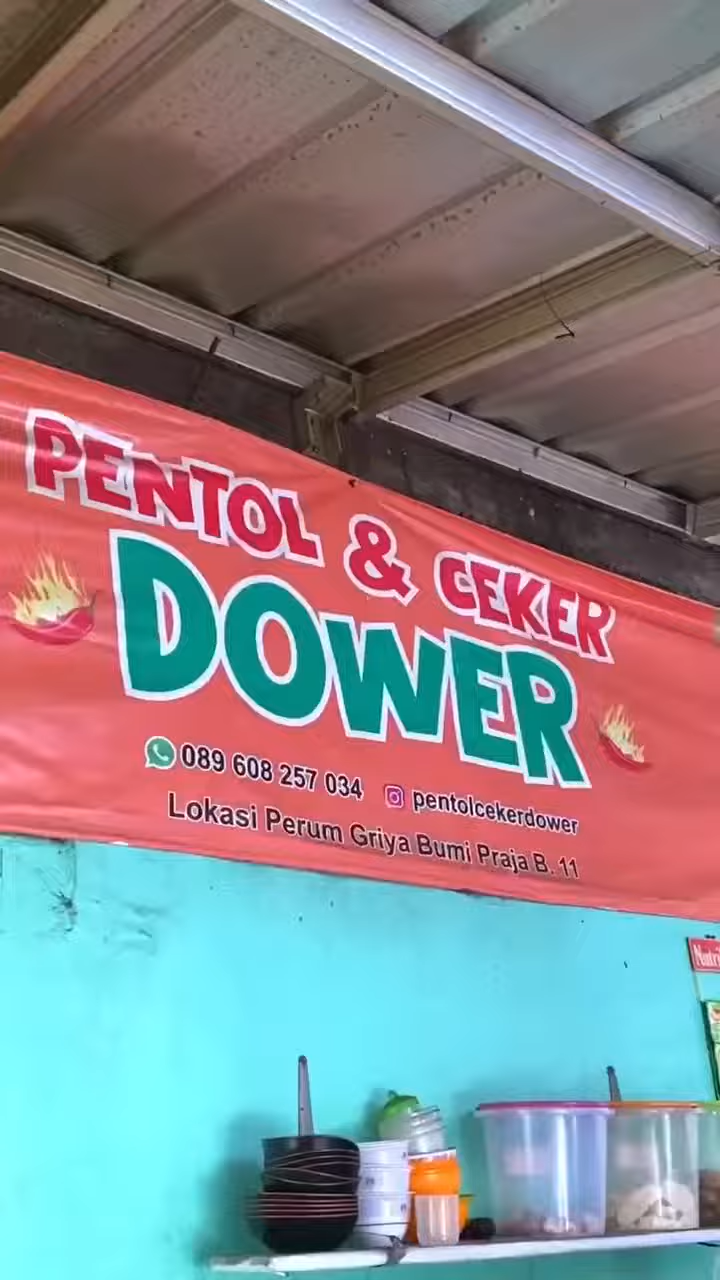 PENTOL & CEKER
DOWER
089 608 257 034 pentolcekerdower
Lokasi Perum Griya Bumi Praja B. 11